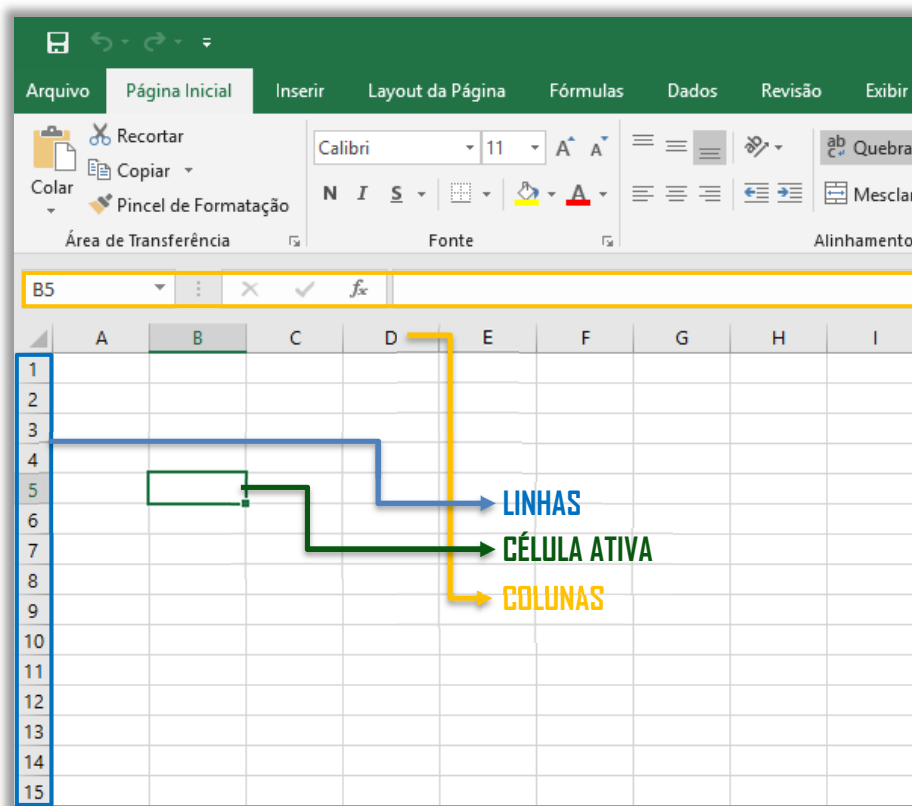 Arquivo Página Inicial Inserir Layout da Página Fórmulas Dados Revisão Exibir
Colar
Recortar
Copiar
Pincel de Formatação
Área de Transferência
Calibri 11 A A
N I S A
Fonte
ab Quebra
Mesclar
Alinhamento
B5 fx
A B C D E F G H I
1
2
3
4
5
6
7
8
9
10
11
12
13
14
15
LINHAS
CÉLULA ATIVA
COLUNAS